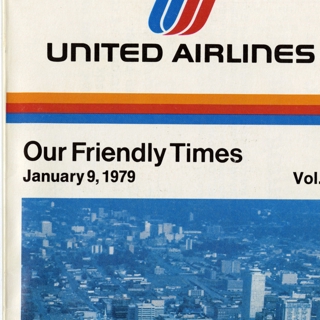 UNITED AIRLINES
Our Friendly Times
January 9, 1979
Vol.